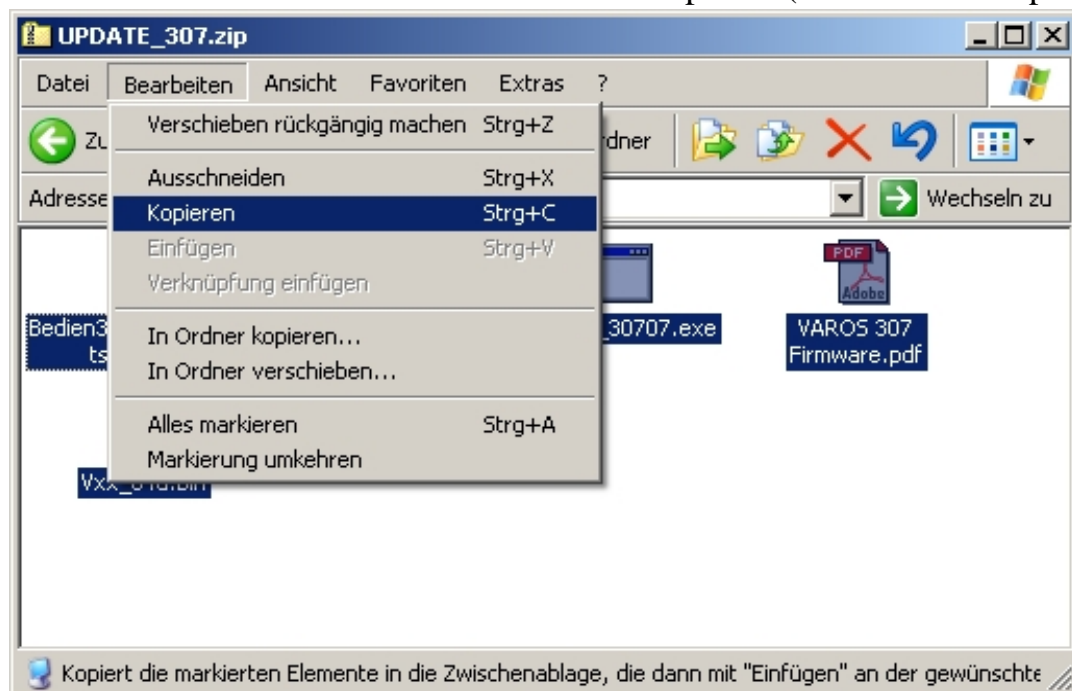 UPDATE_307.zip
Datei Bearbeiten Ansicht Favoriten Extras ?
Verschieben rückgängig machen Strg+Z
Ausschneiden Strg+X
Kopieren Strg+C
Einfügen Strg+V
Verknüpfung einfügen
In Ordner kopieren...
In Ordner verschieben...
Alles markieren Strg+A
Markierung umkehren
Adresse
Wechseln zu
_30707.exe
PDF
Adobe
VAROS 307
Firmware.pdf
Kopiert die markierten Elemente in die Zwischenablage, die dann mit "Einfügen" an der gewünschte